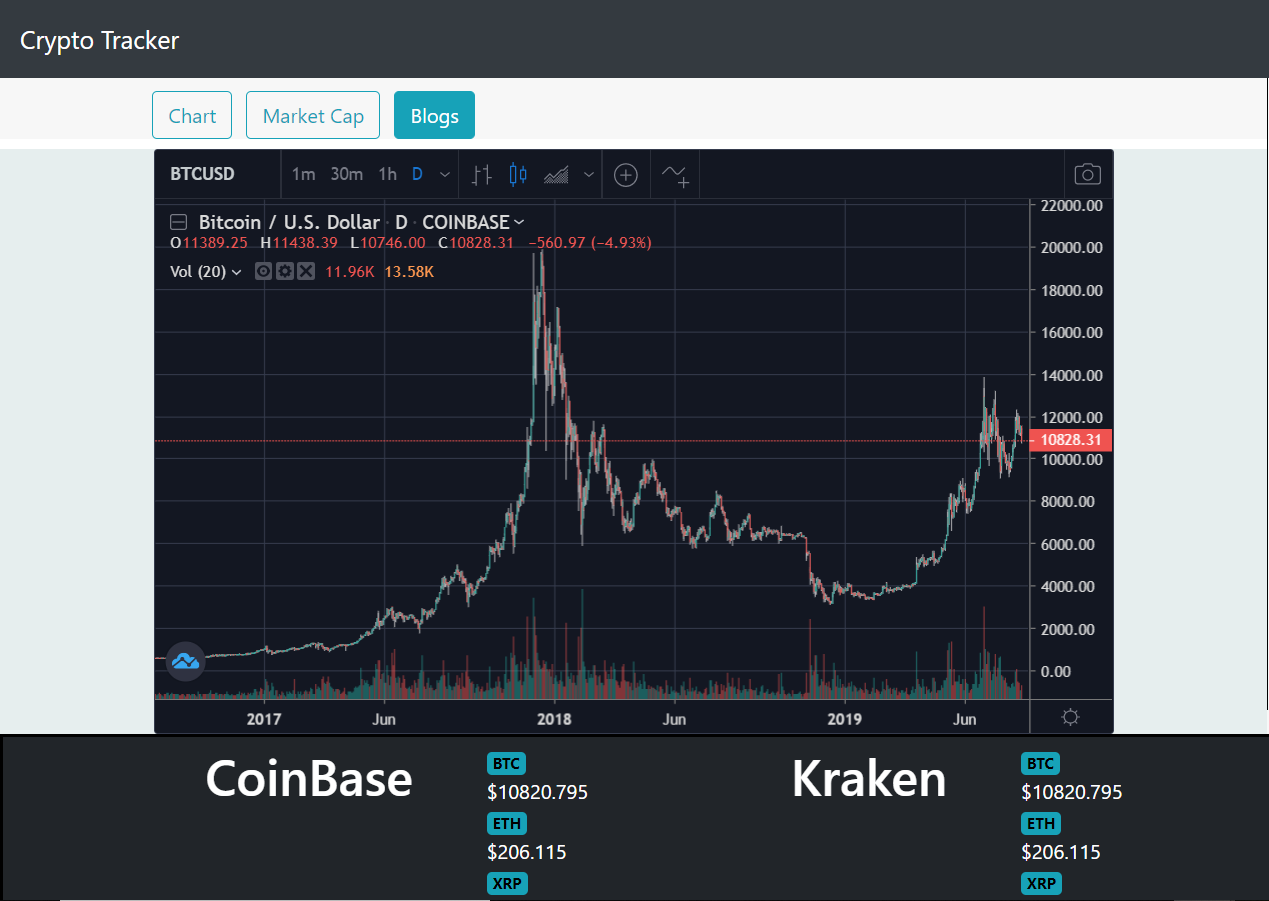 Crypto Tracker
Chart Market Cap Blogs
BTCUSD 1m 30m 1h D
Bitcoin / U.S. Dollar · D · COINBASE
O11389.25 H11438.39 L10746.00 C10828.31 −560.97 (−4.93%)
Vol (20) 11.96K 13.58K
22000.00
20000.00
18000.00
16000.00
14000.00
12000.00
10828.31
10000.00
8000.00
6000.00
4000.00
2000.00
0.00
2017 Jun 2018 Jun 2019 Jun
CoinBase
BTC
$10820.795
ETH
$206.115
XRP
Kraken
BTC
$10820.795
ETH
$206.115
XRP